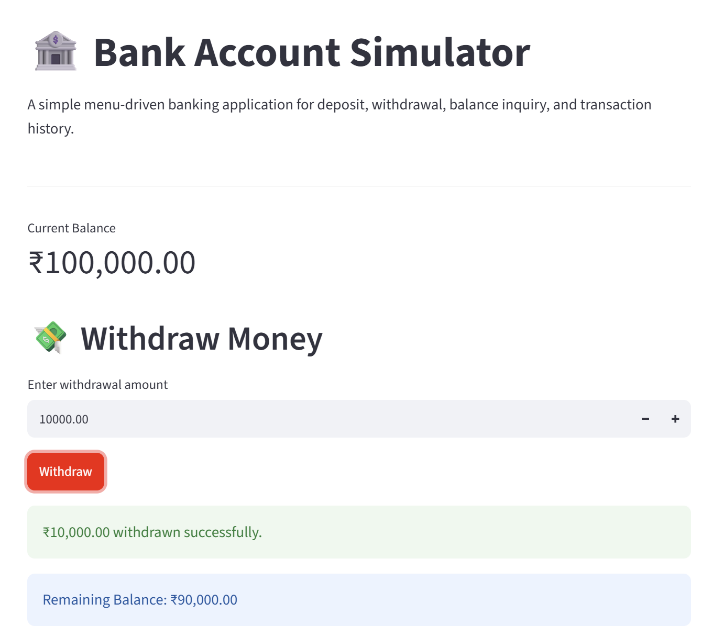 Bank Account Simulator
A simple menu-driven banking application for deposit, withdrawal, balance inquiry, and transaction
history.
Current Balance
₹100,000.00
Withdraw Money
Enter withdrawal amount
10000.00 − +
Withdraw
₹10,000.00 withdrawn successfully.
Remaining Balance: ₹90,000.00